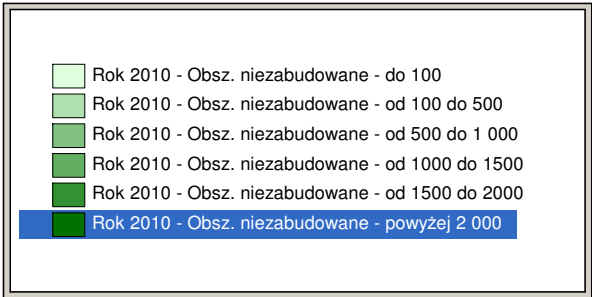 Rok 2010 - Obsz. niezabudowane - do 100
Rok 2010 - Obsz. niezabudowane - od 100 do 500
Rok 2010 - Obsz. niezabudowane - od 500 do 1 000
Rok 2010 - Obsz. niezabudowane - od 1000 do 1500
Rok 2010 - Obsz. niezabudowane - od 1500 do 2000
Rok 2010 - Obsz. niezabudowane - powyżej 2 000